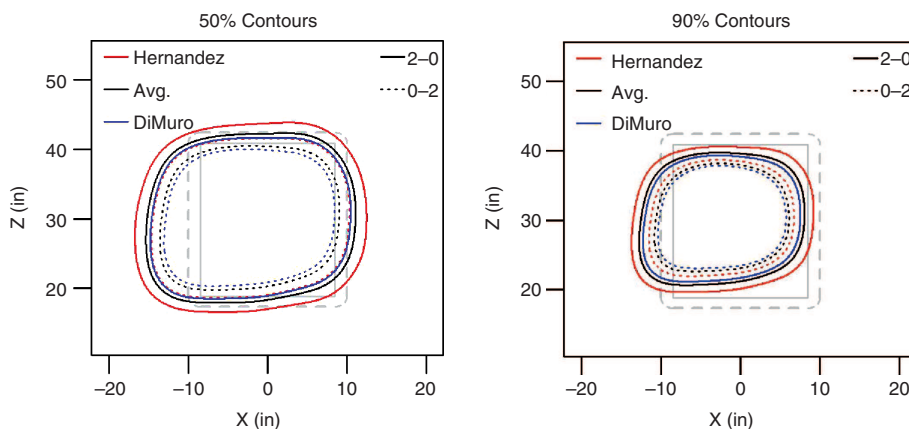 50% Contours
Hernandez
2–0
Avg.
0–2
DiMuro
50
40
30
20
Z (in)
−20
−10
0
10
20
X (in)
90% Contours
Hernandez
2–0
Avg.
0–2
DiMuro
50
40
30
20
Z (in)
−20
−10
0
10
20
X (in)